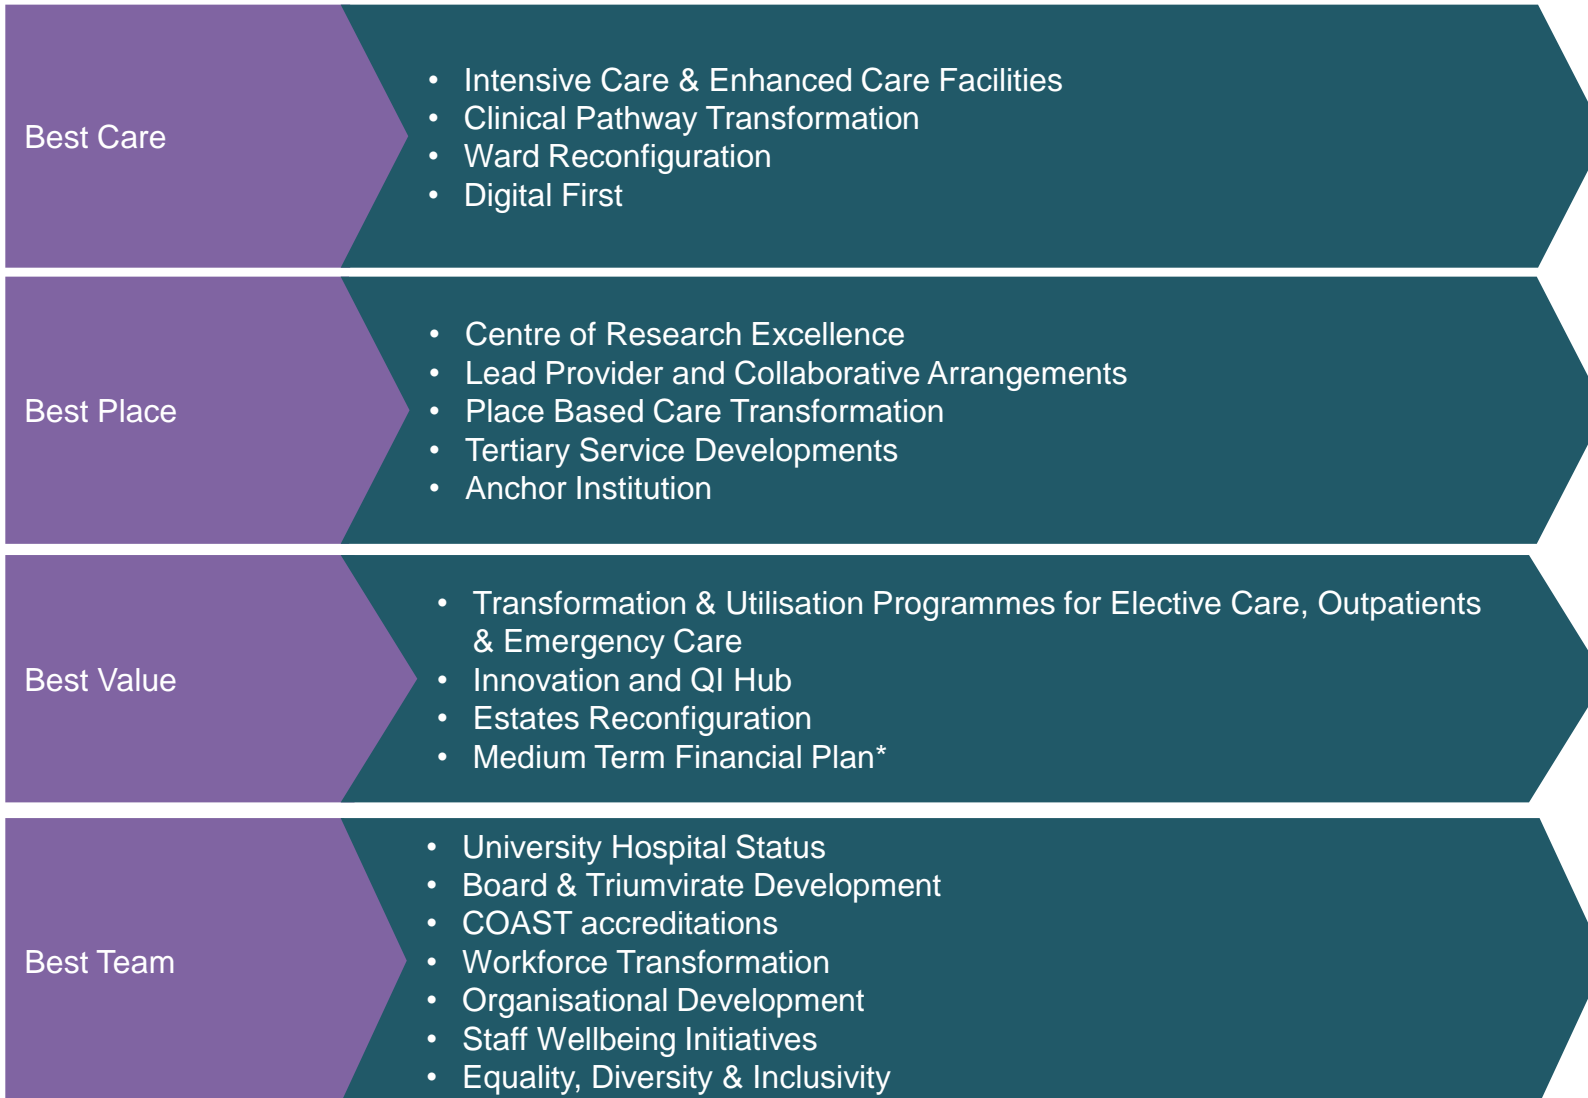 Best Care
• Intensive Care & Enhanced Care Facilities
• Clinical Pathway Transformation
• Ward Reconfiguration
• Digital First
Best Place
• Centre of Research Excellence
• Lead Provider and Collaborative Arrangements
• Place Based Care Transformation
• Tertiary Service Developments
• Anchor Institution
Best Value
• Transformation & Utilisation Programmes for Elective Care, Outpatients
& Emergency Care
• Innovation and QI Hub
• Estates Reconfiguration
• Medium Term Financial Plan*
Best Team
• University Hospital Status
• Board & Triumvirate Development
• COAST accreditations
• Workforce Transformation
• Organisational Development
• Staff Wellbeing Initiatives
• Equality, Diversity & Inclusivity